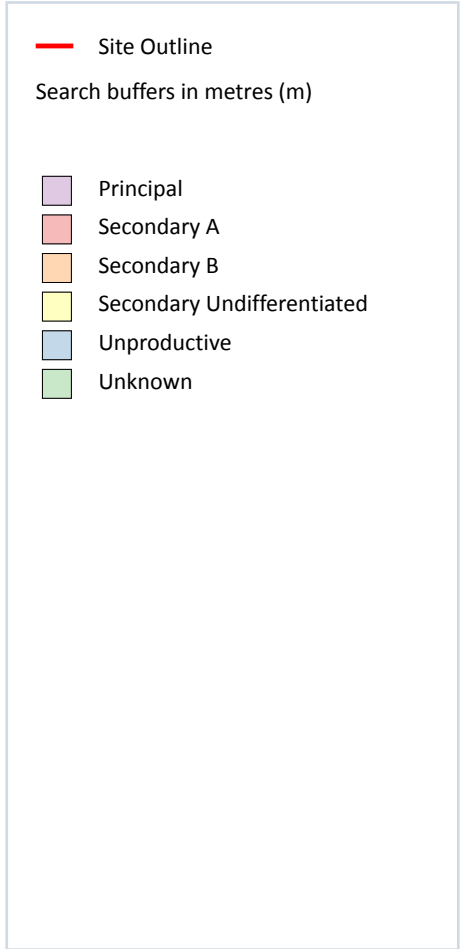 Site Outline
Search buffers in metres (m)
Principal
Secondary A
Secondary B
Secondary Undifferentiated
Unproductive
Unknown